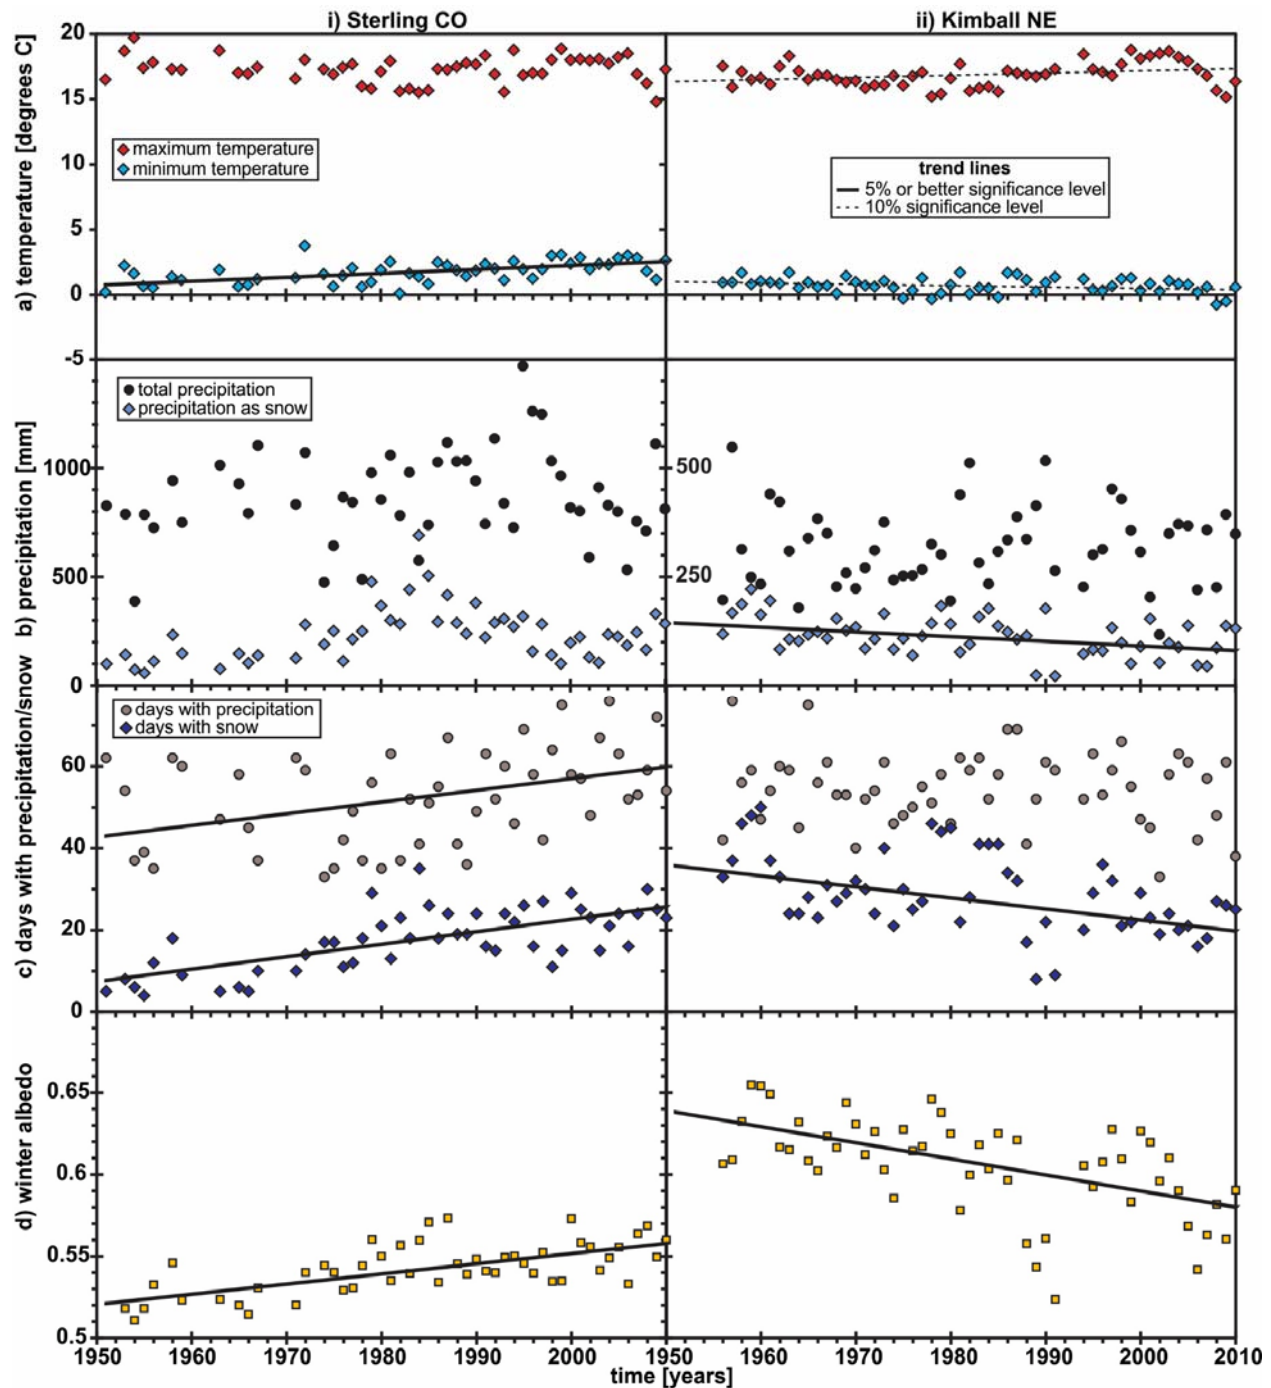 i) Sterling CO
ii) Kimball NE
a) temperature [degrees C]
20
15
10
5
0
-5
maximum temperature
minimum temperature
trend lines
5% or better significance level
10% significance level
b) precipitation [mm]
1000
500
0
total precipitation
precipitation as snow
500
250
c) days with precipitation/snow
60
40
20
0
days with precipitation
days with snow
d) winter albedo
0.65
0.6
0.55
0.5
1950 1960 1970 1980 1990 2000 1950 1960 1970 1980 1990 2000 2010
time [years]